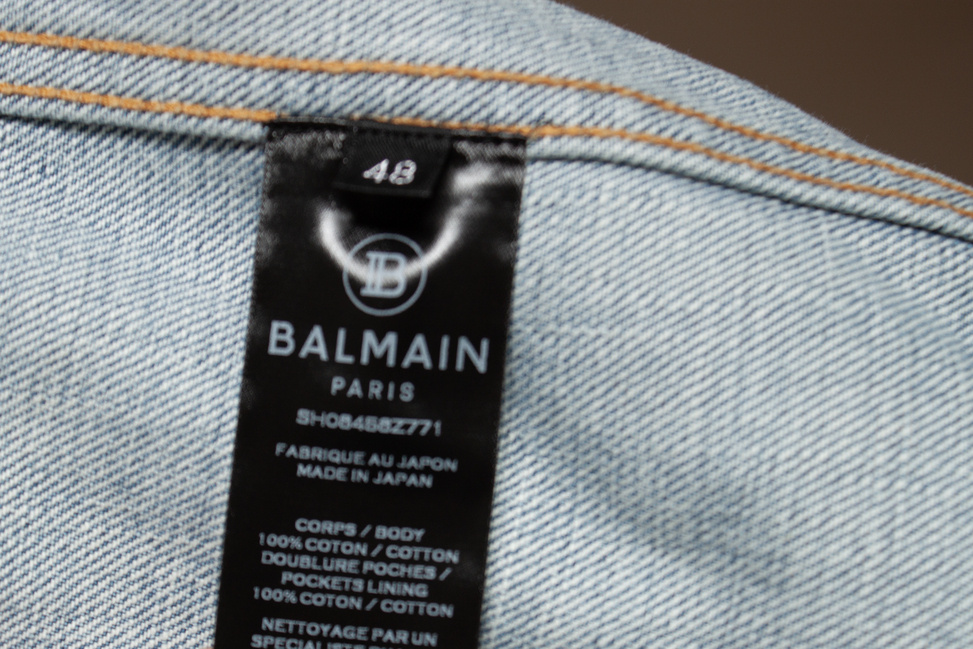 48
B
BALMAIN
PARIS
SH08458Z771
FABRIQUE AU JAPON
MADE IN JAPAN
CORPS / BODY
100% COTON / COTTON
DOUBLURE POCHES /
POCKETS LINING
100% COTON / COTTON
NETTOYAGE PAR UN
SPECIALISTE